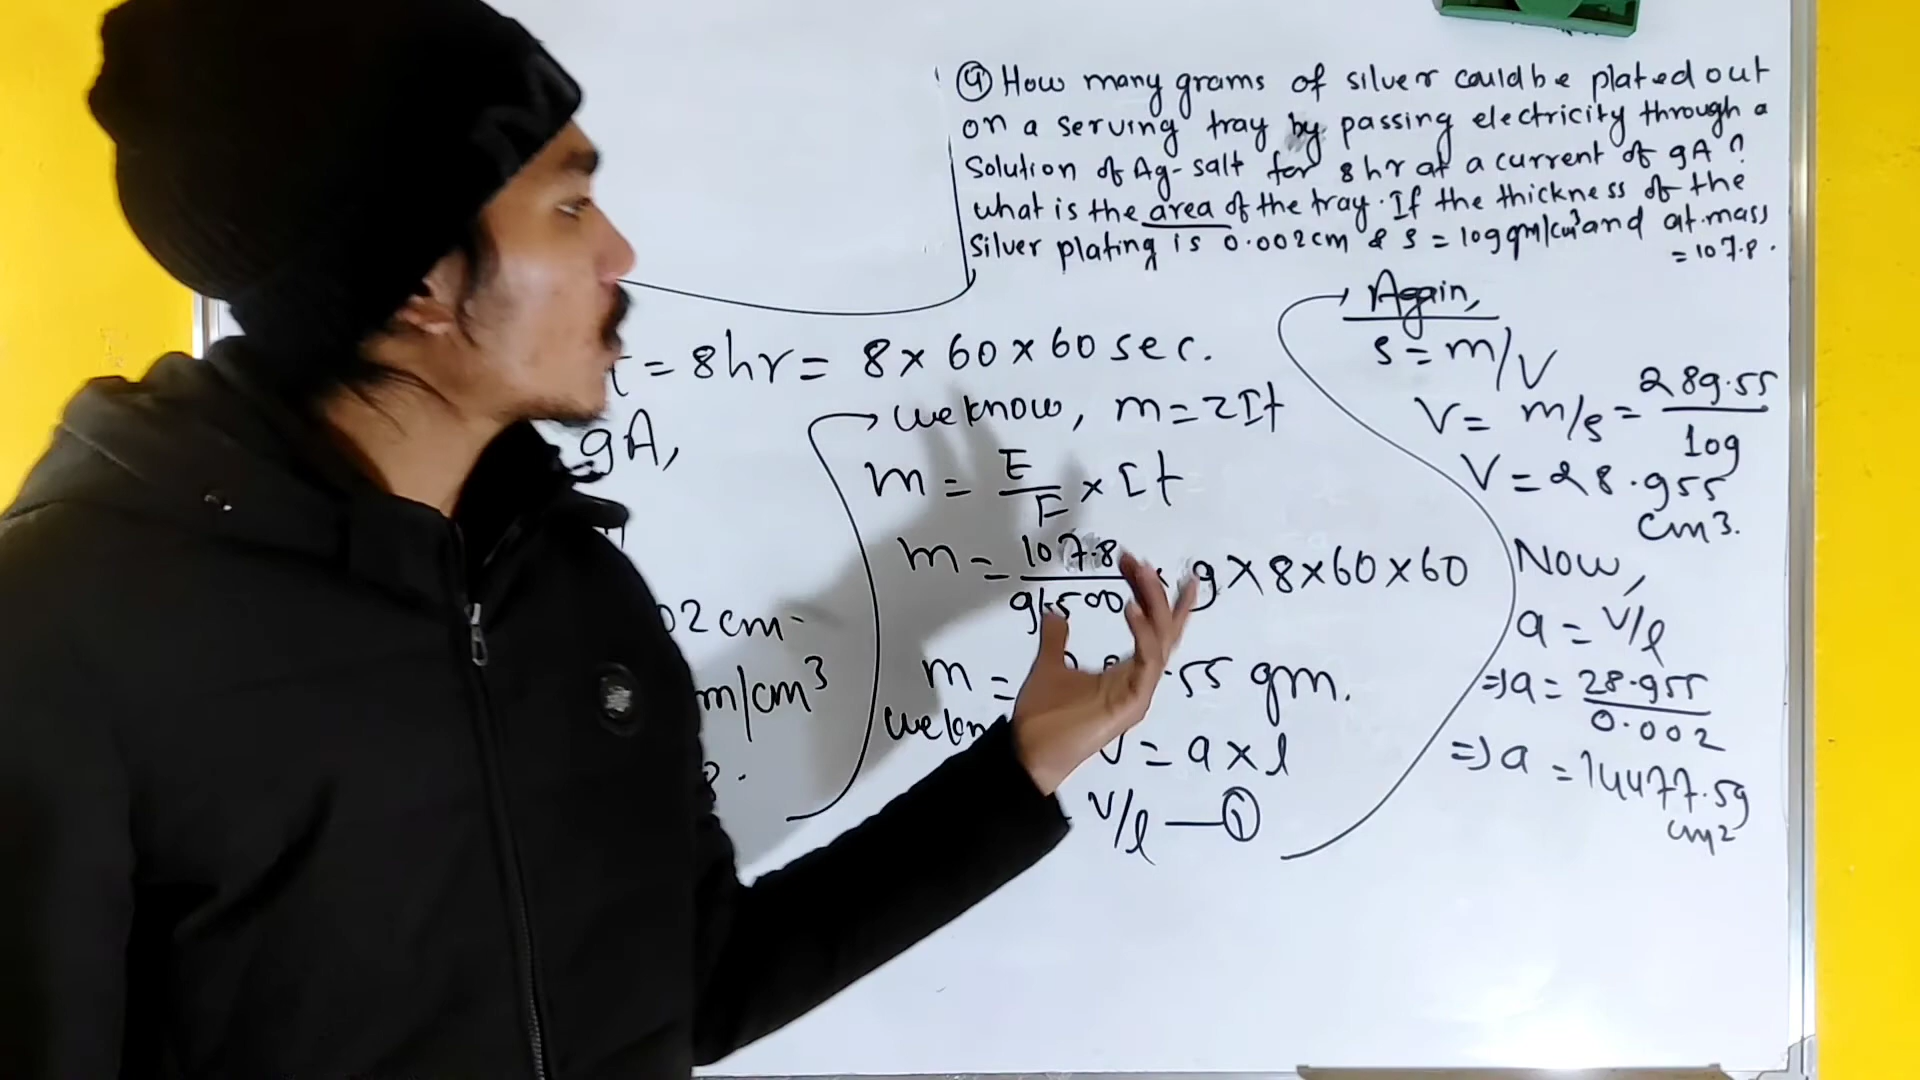 ④ How many grams of silver could be plated out
on a serving tray by passing electricity through a
solution of Ag-salt for 8hr at a current of 9A?
what is the area of the tray. If the thickness of the
silver plating is 0.002cm & ρ = 10g gm/cm³ and at.mass
= 107.8.
t = 8hr = 8 × 60 × 60 sec.
9A,
02 cm.
m/cm³
8.
we know, m = ZIt
m = E/F × It
m = 107.8/96500 × 9 × 8 × 60 × 60
m = .55 gm.
V = a × l
V/l — ①
Again,
ρ = m/V
V = m/ρ = 289.55/10g
V = 28.955
cm3.
Now,
a = V/l
⇒ a = 28.955/0.002
⇒ a = 14477.59
cm2